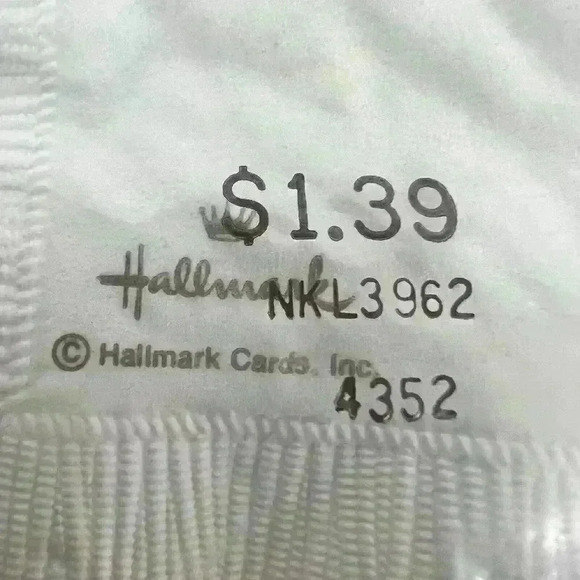 $1.39
Hallmark
NKL3962
© Hallmark Cards, Inc.
4352